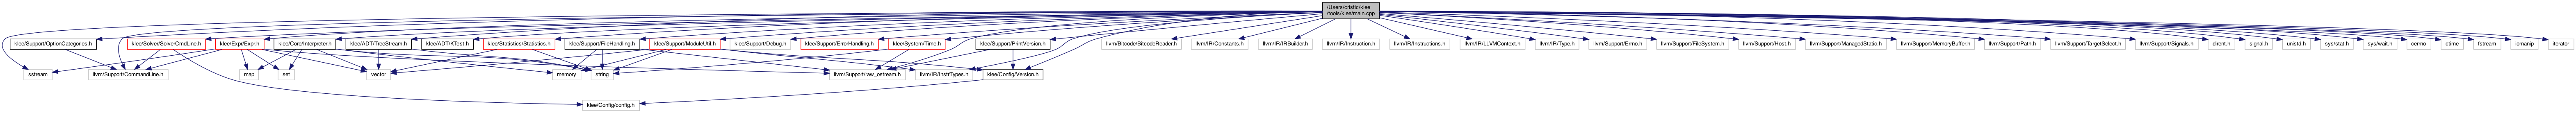 /Users/cristic/klee
/tools/klee/main.cpp
klee/Support/OptionCategories.h
klee/Solver/SolverCmdLine.h
klee/Expr/Expr.h
klee/Core/Interpreter.h
klee/ADT/TreeStream.h
klee/ADT/KTest.h
klee/Statistics/Statistics.h
klee/Support/FileHandling.h
klee/Support/ModuleUtil.h
klee/Support/Debug.h
klee/Support/ErrorHandling.h
klee/System/Time.h
klee/Support/PrintVersion.h
llvm/Bitcode/BitcodeReader.h
llvm/IR/Constants.h
llvm/IR/IRBuilder.h
llvm/IR/Instruction.h
llvm/IR/Instructions.h
llvm/IR/LLVMContext.h
llvm/IR/Type.h
llvm/Support/Errno.h
llvm/Support/FileSystem.h
llvm/Support/Host.h
llvm/Support/ManagedStatic.h
llvm/Support/MemoryBuffer.h
llvm/Support/Path.h
llvm/Support/TargetSelect.h
llvm/Support/Signals.h
dirent.h
signal.h
unistd.h
sys/stat.h
sys/wait.h
cerrno
ctime
fstream
iomanip
iterator
sstream
llvm/Support/CommandLine.h
map
set
vector
memory
string
llvm/Support/raw_ostream.h
llvm/IR/InstrTypes.h
klee/Config/Version.h
klee/Config/config.h